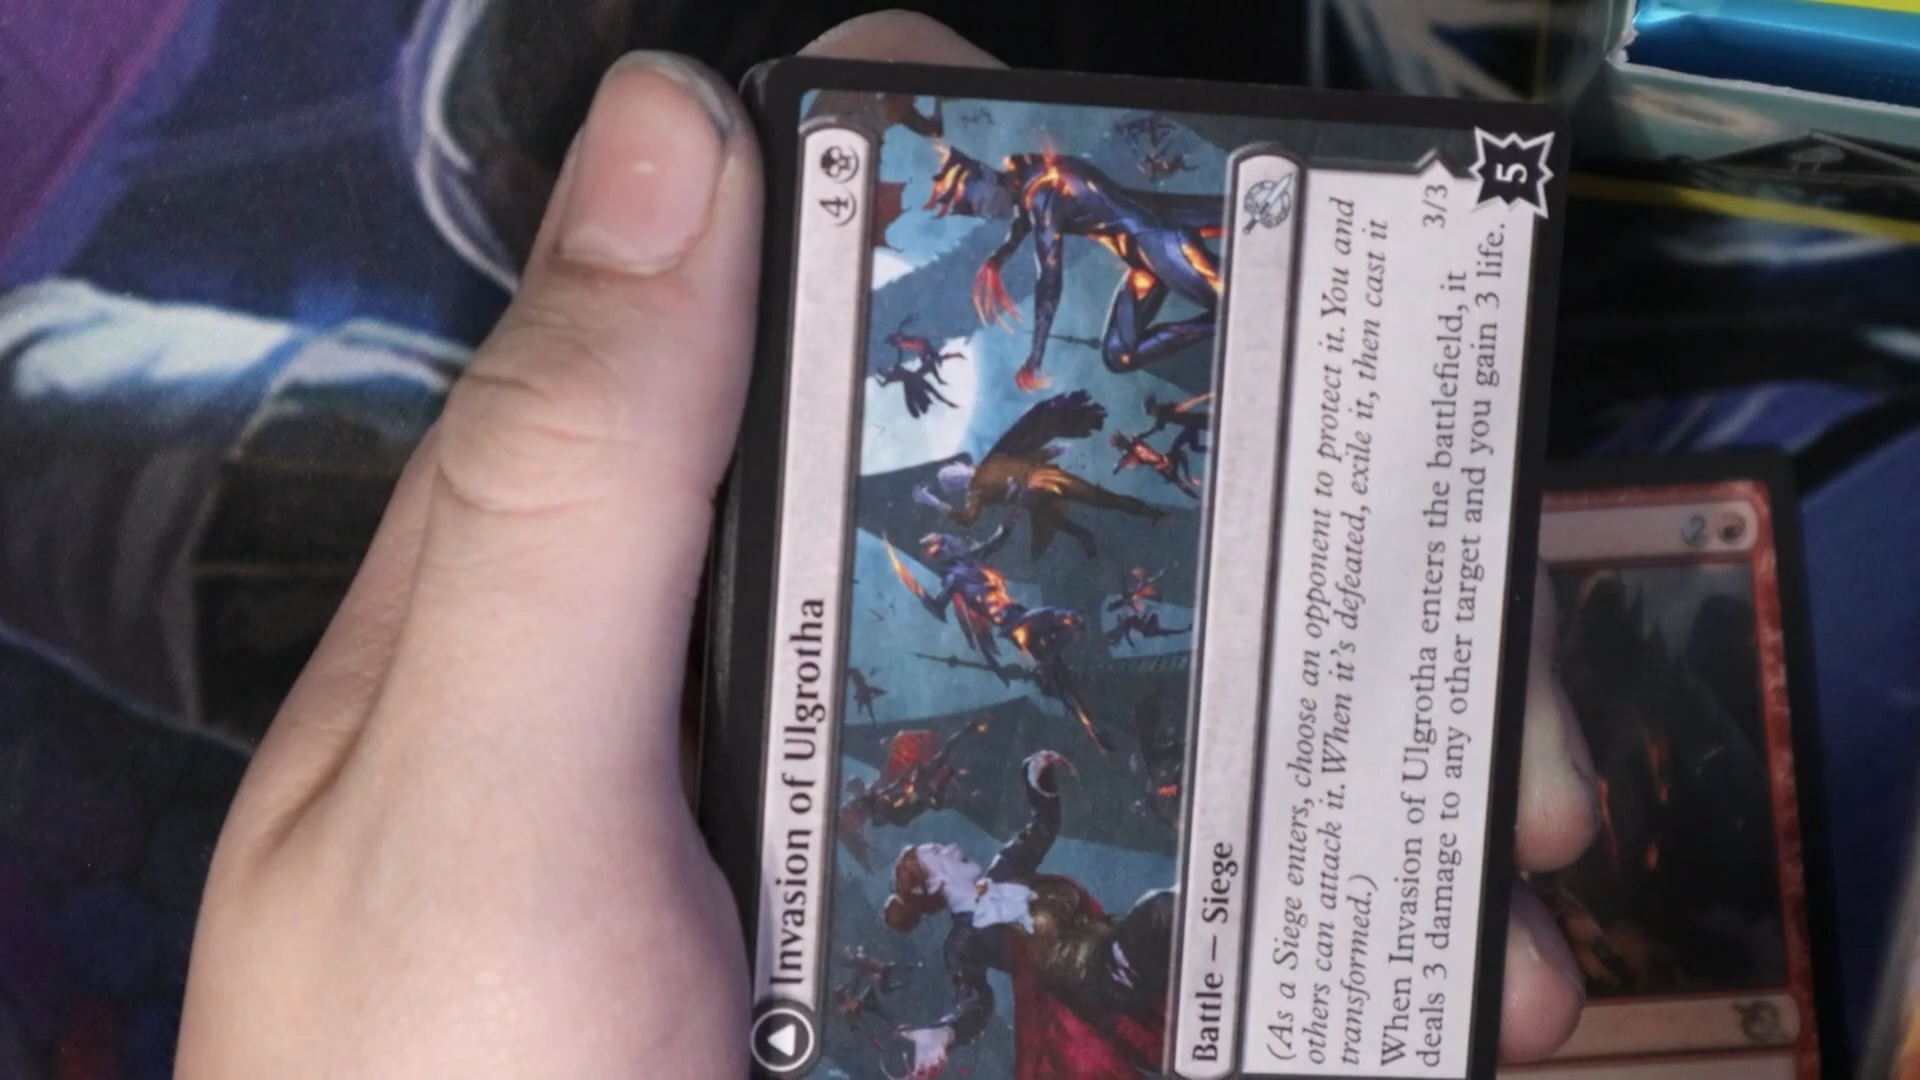 Invasion of Ulgrotha 4
Battle — Siege
(As a Siege enters, choose an opponent to protect it. You and
others can attack it. When it's defeated, exile it, then cast it
transformed.)
When Invasion of Ulgrotha enters the battlefield, it
deals 3 damage to any other target and you gain 3 life.
3/3
5
2